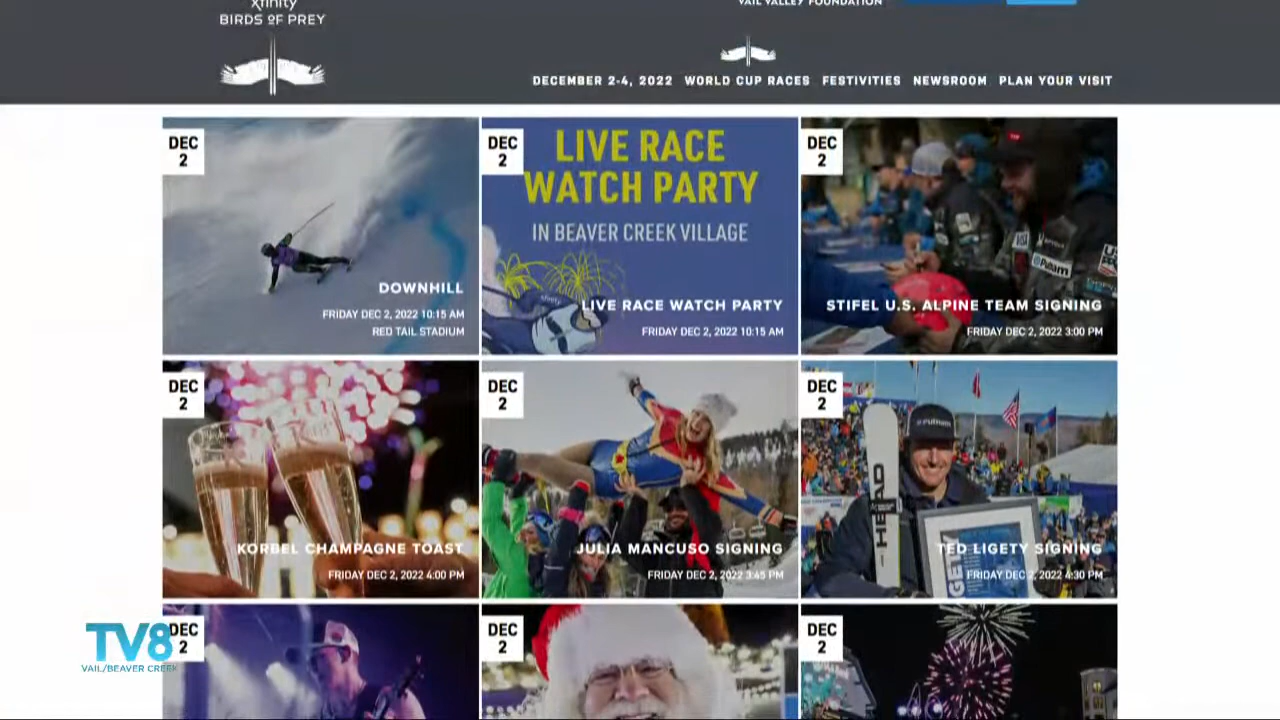 xfinity
BIRDS OF PREY
VAIL VALLEY FOUNDATION
DECEMBER 2-4, 2022 WORLD CUP RACES FESTIVITIES NEWSROOM PLAN YOUR VISIT
DEC
2
DOWNHILL
FRIDAY DEC 2, 2022 10:15 AM
RED TAIL STADIUM
DEC
2
LIVE RACE
WATCH PARTY
IN BEAVER CREEK VILLAGE
xfinity
LIVE RACE WATCH PARTY
FRIDAY DEC 2, 2022 10:15 AM
DEC
2
Putnam
STIFEL U.S. ALPINE TEAM SIGNING
FRIDAY DEC 2, 2022 3:00 PM
DEC
2
KORBEL CHAMPAGNE TOAST
FRIDAY DEC 2, 2022 4:00 PM
DEC
2
JULIA MANCUSO SIGNING
FRIDAY DEC 2, 2022 3:45 PM
DEC
2
PUTNAM
HEAD
TED LIGETY SIGNING
FRIDAY DEC 2, 2022 4:30 PM
DEC
2
DEC
2
DEC
2
TV8
VAIL/BEAVER CREEK